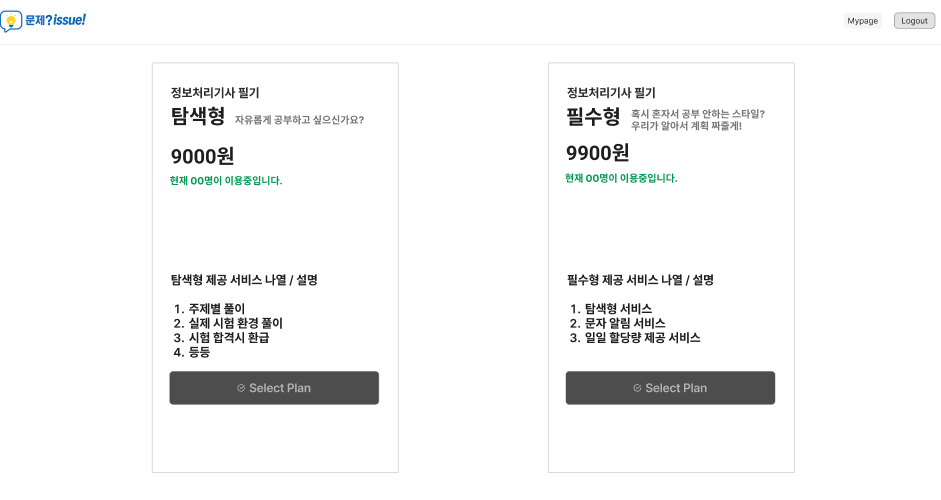 문제?issue!
Mypage
Logout
정보처리기사 필기
탐색형 자유롭게 공부하고 싶으신가요?
9000원
현재 00명이 이용중입니다.
탐색형 제공 서비스 나열 / 설명
1. 주제별 풀이
2. 실제 시험 환경 풀이
3. 시험 합격시 환급
4. 등등
Select Plan
정보처리기사 필기
필수형 혹시 혼자서 공부 안하는 스타일?
우리가 알아서 계획 짜줄게!
9900원
현재 00명이 이용중입니다.
필수형 제공 서비스 나열 / 설명
1. 탐색형 서비스
2. 문자 알림 서비스
3. 일일 할당량 제공 서비스
Select Plan